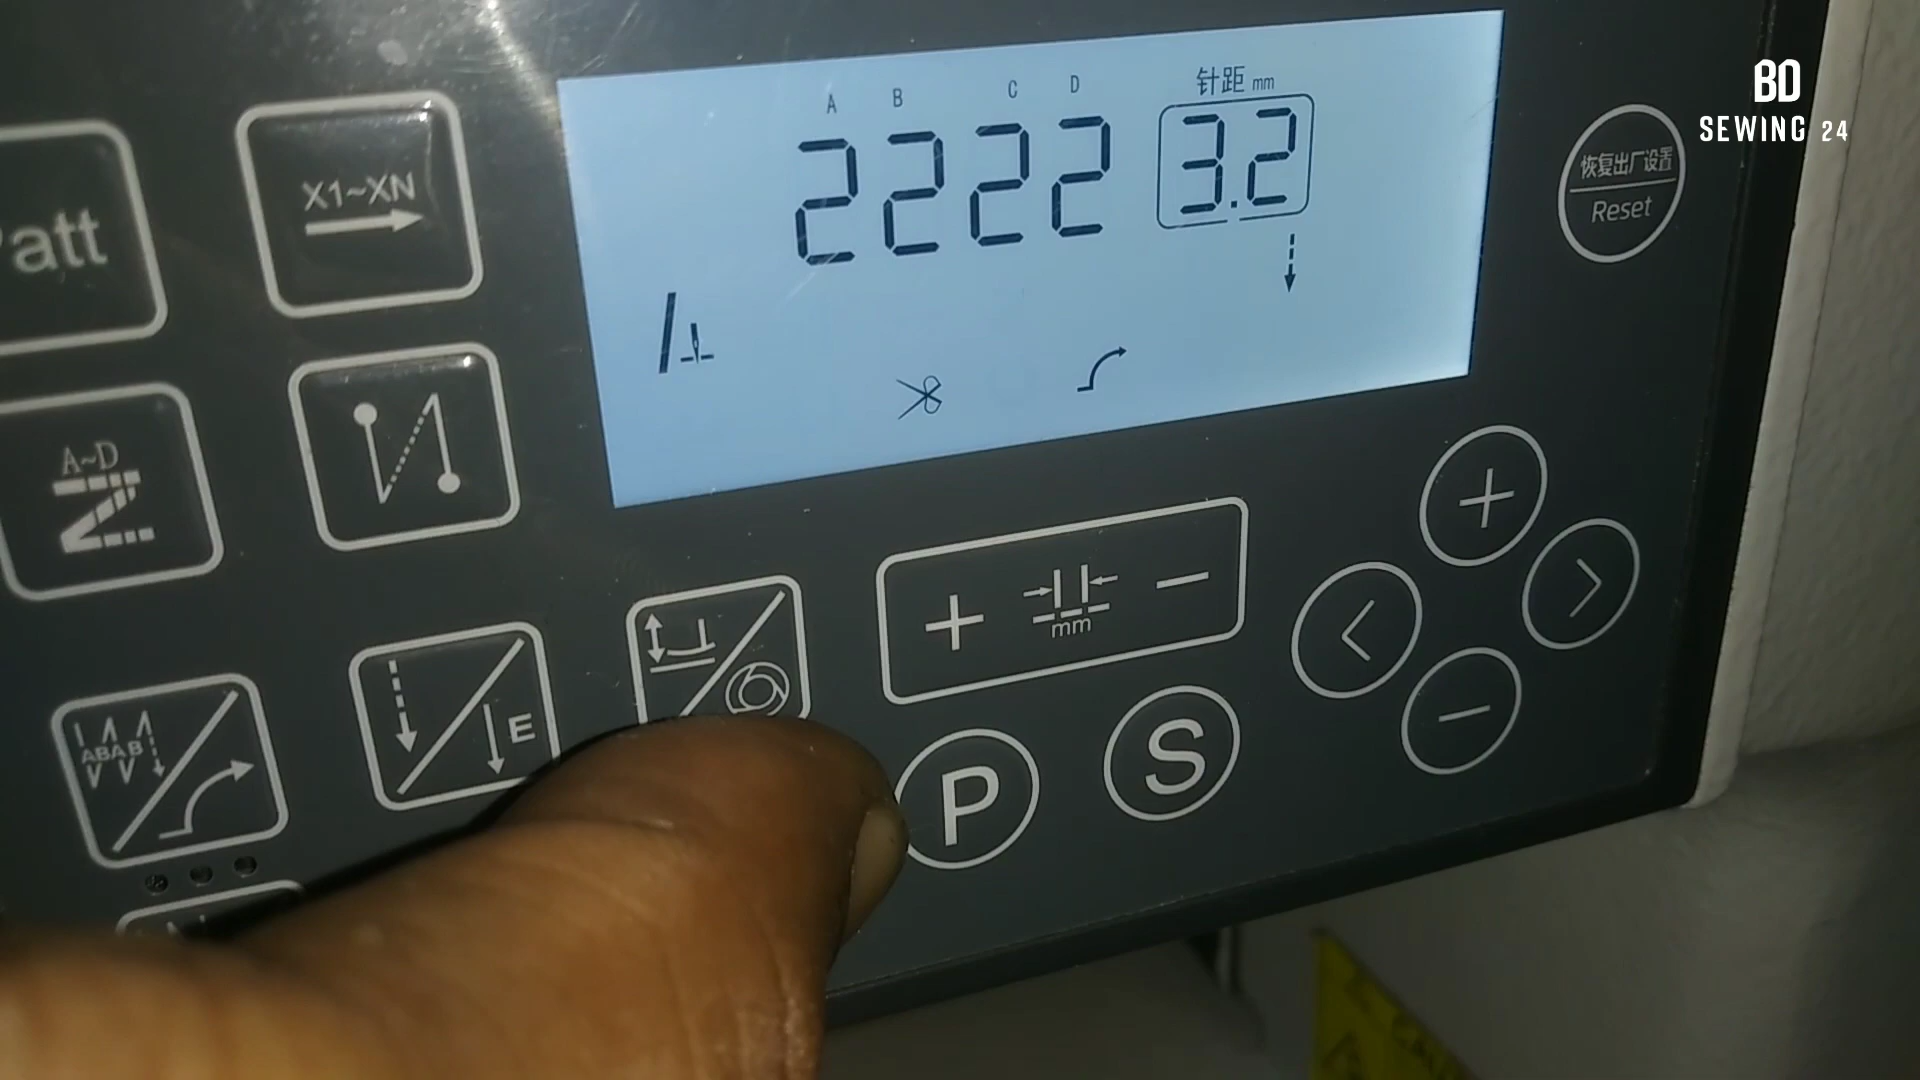 BD
SEWING 24
A B C D 针距 mm
2222 3.2
恢复出厂设置
Reset
X1~XN
att
A~D
ABAB
E
+ mm −
+
< >
−
P S